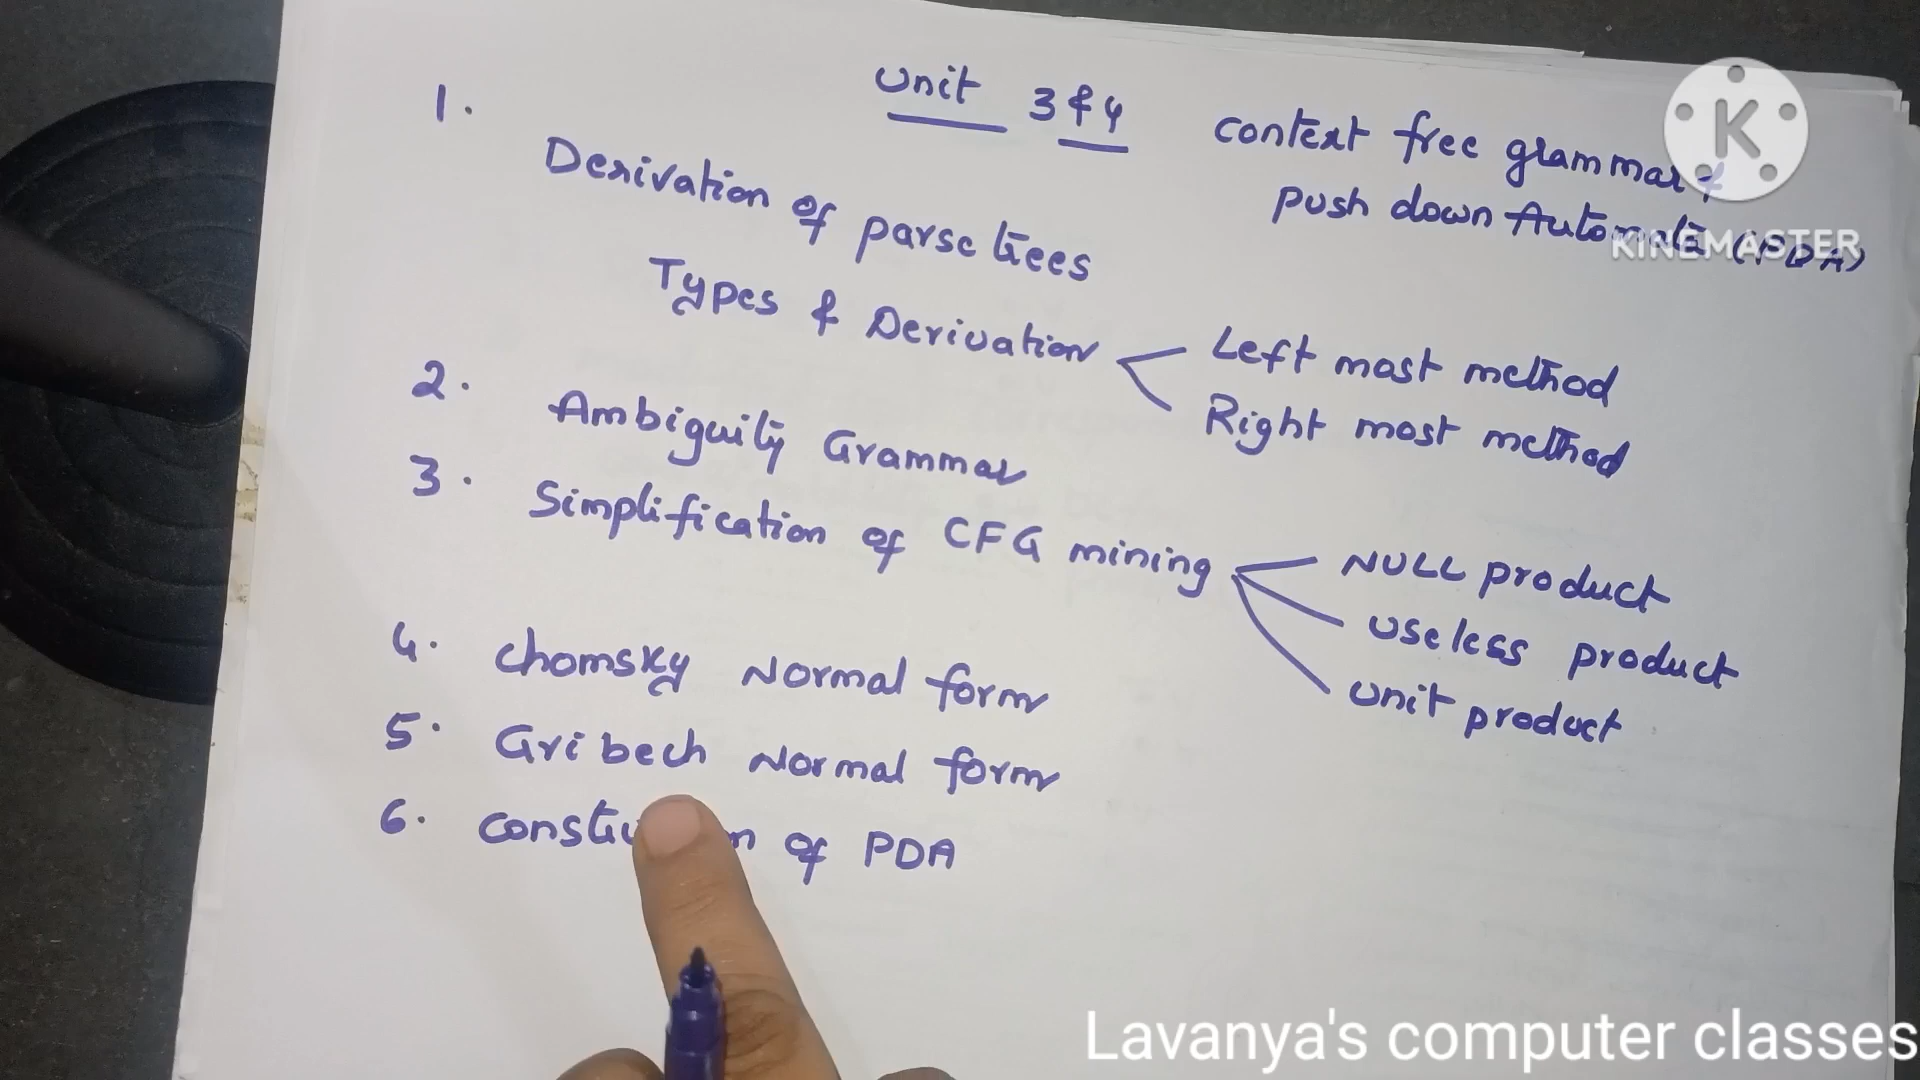 Unit 3 & 4 context free grammar &
push down Automata (PDA)
1.
Derivation of parse trees
Types & Derivation
Left most method
Right most method
2. Ambiguity Grammar
3. Simplification of CFG mining
NULL product
useless product
unit product
4. Chomsky Normal form
5. Gribech Normal form
6. of PDA
K
KINEMASTER
Lavanya's computer classes